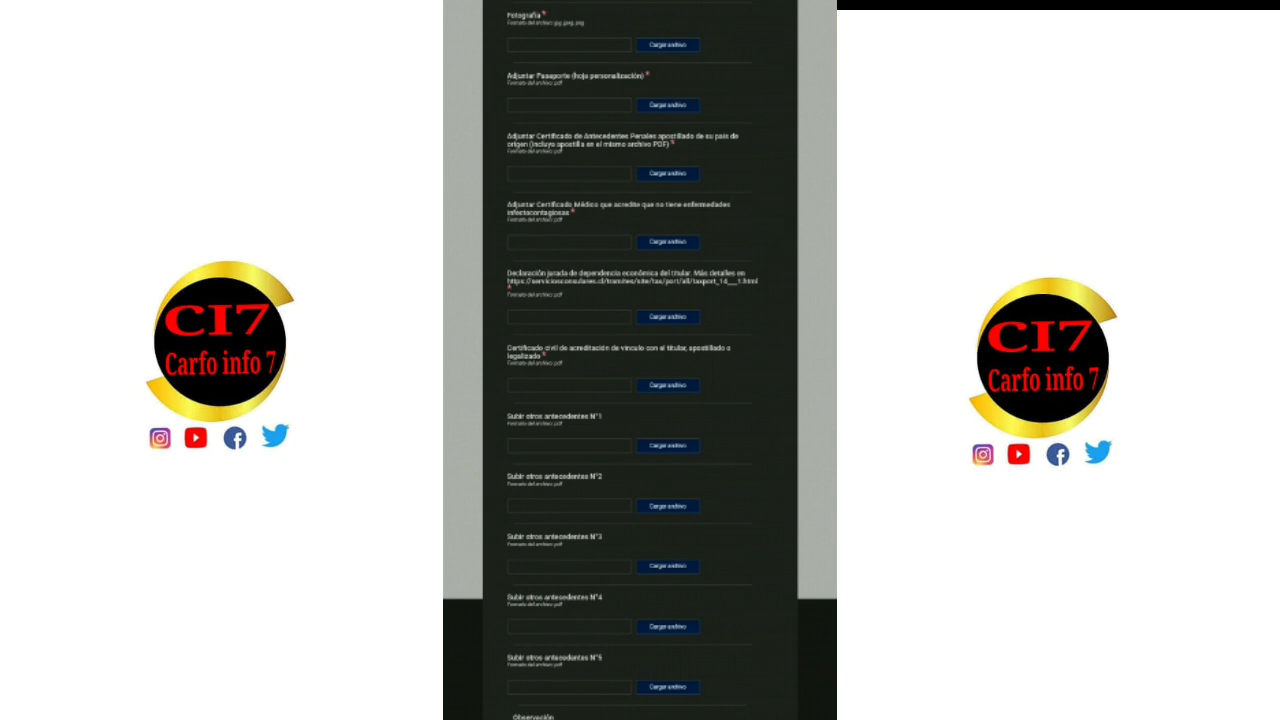 Fotografía *
Formato del archivo: jpg, jpeg, png
Cargar archivo
Adjuntar Pasaporte (hoja personalización) *
Formato del archivo: pdf
Cargar archivo
Adjuntar Certificado de Antecedentes Penales apostillado de su país de
origen (incluya apostilla en el mismo archivo PDF) *
Formato del archivo: pdf
Cargar archivo
Adjuntar Certificado Médico que acredite que no tiene enfermedades
infectocontagiosas *
Formato del archivo: pdf
Cargar archivo
Declaración jurada de dependencia económica del titular. Más detalles en
*
Formato del archivo: pdf
Cargar archivo
Certificado civil de acreditación de vínculo con el titular, apostillado o
legalizado *
Formato del archivo: pdf
Cargar archivo
Subir otros antecedentes N°1
Formato del archivo: pdf
Cargar archivo
Subir otros antecedentes N°2
Formato del archivo: pdf
Cargar archivo
Subir otros antecedentes N°3
Formato del archivo: pdf
Cargar archivo
Subir otros antecedentes N°4
Formato del archivo: pdf
Cargar archivo
Subir otros antecedentes N°5
Formato del archivo: pdf
Cargar archivo
Observación
CI7
Carfo info 7
CI7
Carfo info 7